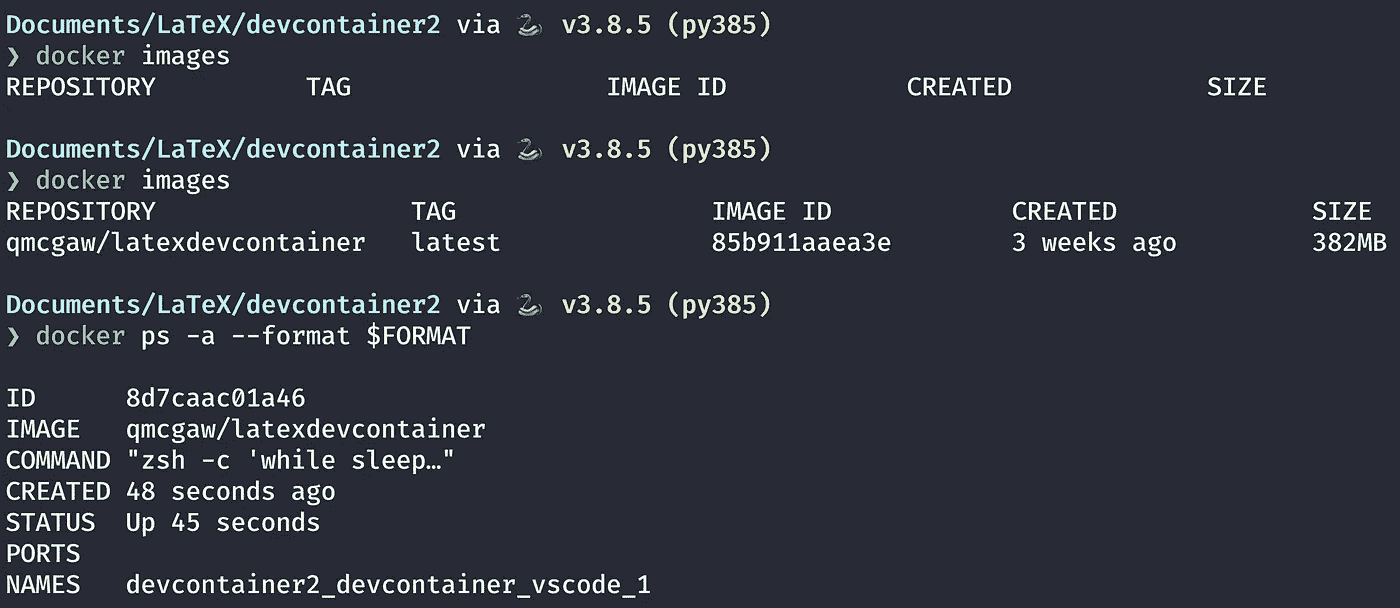 Documents/LaTeX/devcontainer2 via 🐍 v3.8.5 (py385)
❯ docker images
REPOSITORY          TAG                 IMAGE ID            CREATED             SIZE
Documents/LaTeX/devcontainer2 via 🐍 v3.8.5 (py385)
❯ docker images
REPOSITORY                 TAG                 IMAGE ID            CREATED             SIZE
qmcgaw/latexdevcontainer   latest              85b911aaea3e        3 weeks ago         382MB
Documents/LaTeX/devcontainer2 via 🐍 v3.8.5 (py385)
❯ docker ps -a --format $FORMAT
ID      8d7caac01a46
IMAGE   qmcgaw/latexdevcontainer
COMMAND "zsh -c 'while sleep…"
CREATED 48 seconds ago
STATUS  Up 45 seconds
PORTS
NAMES   devcontainer2_devcontainer_vscode_1